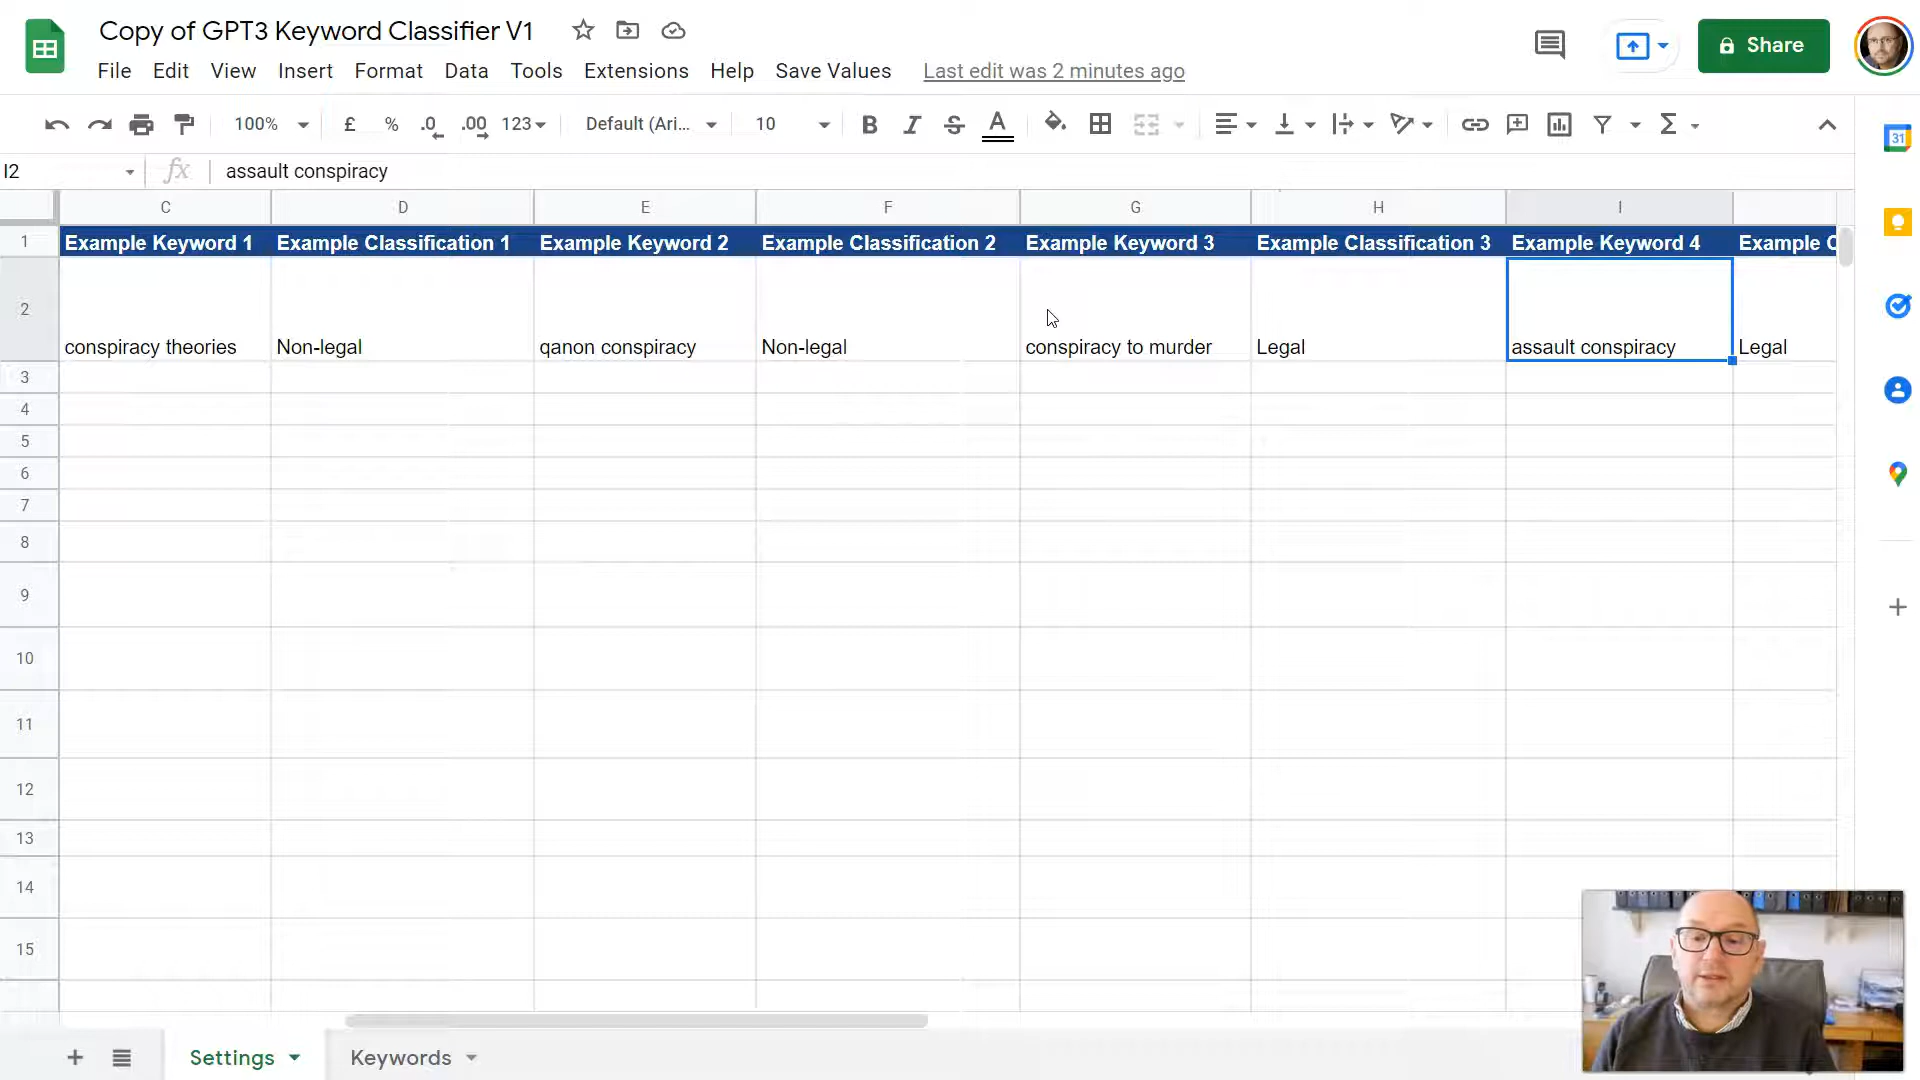 Copy of GPT3 Keyword Classifier V1
Share
File Edit View Insert Format Data Tools Extensions Help Save Values Last edit was 2 minutes ago
100% £ % .0 .00 123 Default (Ari... 10 B I S A
31
I2 fx assault conspiracy
C D E F G H I
1 Example Keyword 1 Example Classification 1 Example Keyword 2 Example Classification 2 Example Keyword 3 Example Classification 3 Example Keyword 4 Example C
2 conspiracy theories Non-legal qanon conspiracy Non-legal conspiracy to murder Legal assault conspiracy Legal
3
4
5
6
7
8
9
10
11
12
13
14
15
Settings Keywords